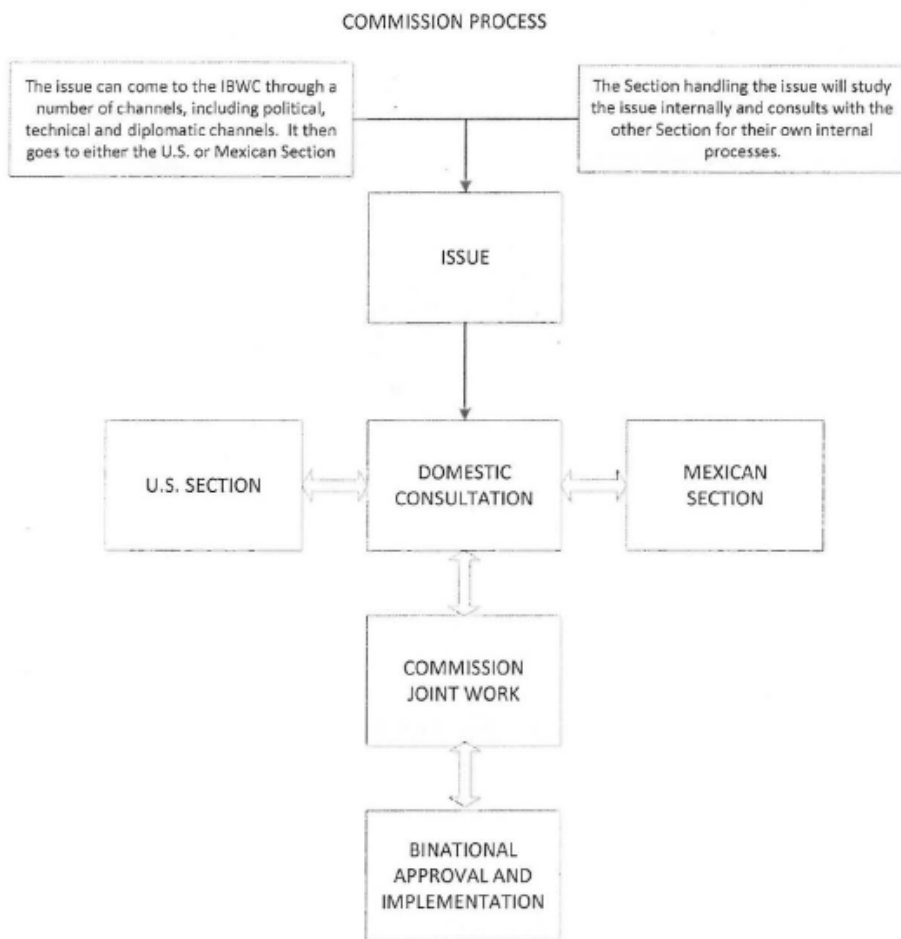 COMMISSION PROCESS
The issue can come to the IBWC through a
number of channels, including political,
technical and diplomatic channels. It then
goes to either the U.S. or Mexican Section
The Section handling the issue will study
the issue internally and consults with the
other Section for their own internal
processes.
ISSUE
U.S. SECTION
DOMESTIC
CONSULTATION
MEXICAN
SECTION
COMMISSION
JOINT WORK
BINATIONAL
APPROVAL AND
IMPLEMENTATION